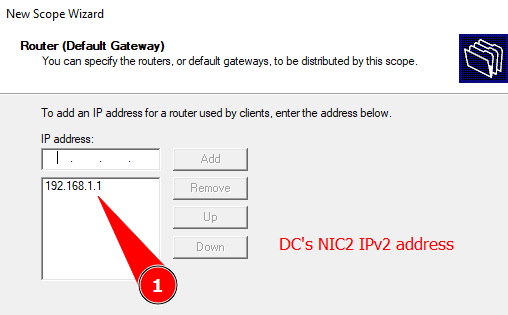 New Scope Wizard
Router (Default Gateway)
You can specify the routers, or default gateways, to be distributed by this scope.
To add an IP address for a router used by clients, enter the address below.
IP address:
. . .
Add
192.168.1.1
Remove
Up
Down
DC's NIC2 IPv2 address
1